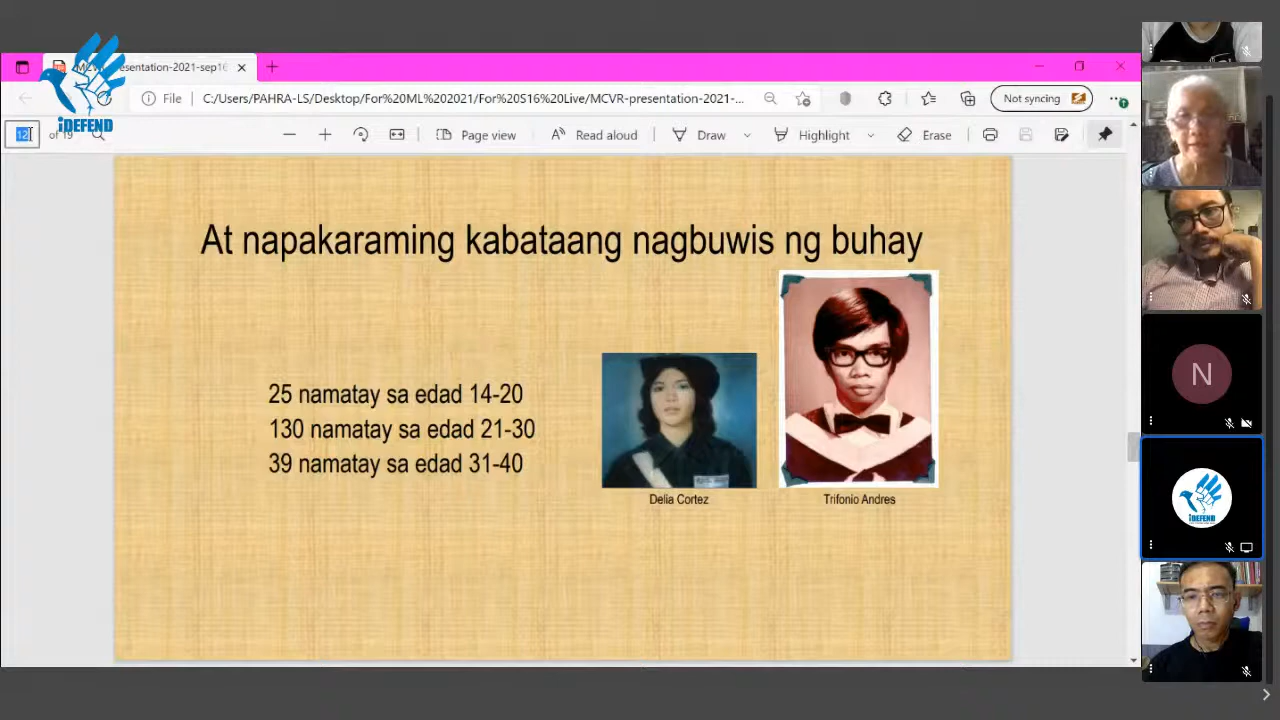 MCVR-presentation-2021-sep16
iDEFEND
File
C:/Users/PAHRA-LS/Desktop/For%20ML%202021/For%20S16%20Live/MCVR-presentation-2021-...
Not syncing
12 of 19
Page view
Read aloud
Draw
Highlight
Erase
At napakaraming kabataang nagbuwis ng buhay
25 namatay sa edad 14-20
130 namatay sa edad 21-30
39 namatay sa edad 31-40
Delia Cortez
Trifonio Andres
N
iDEFEND